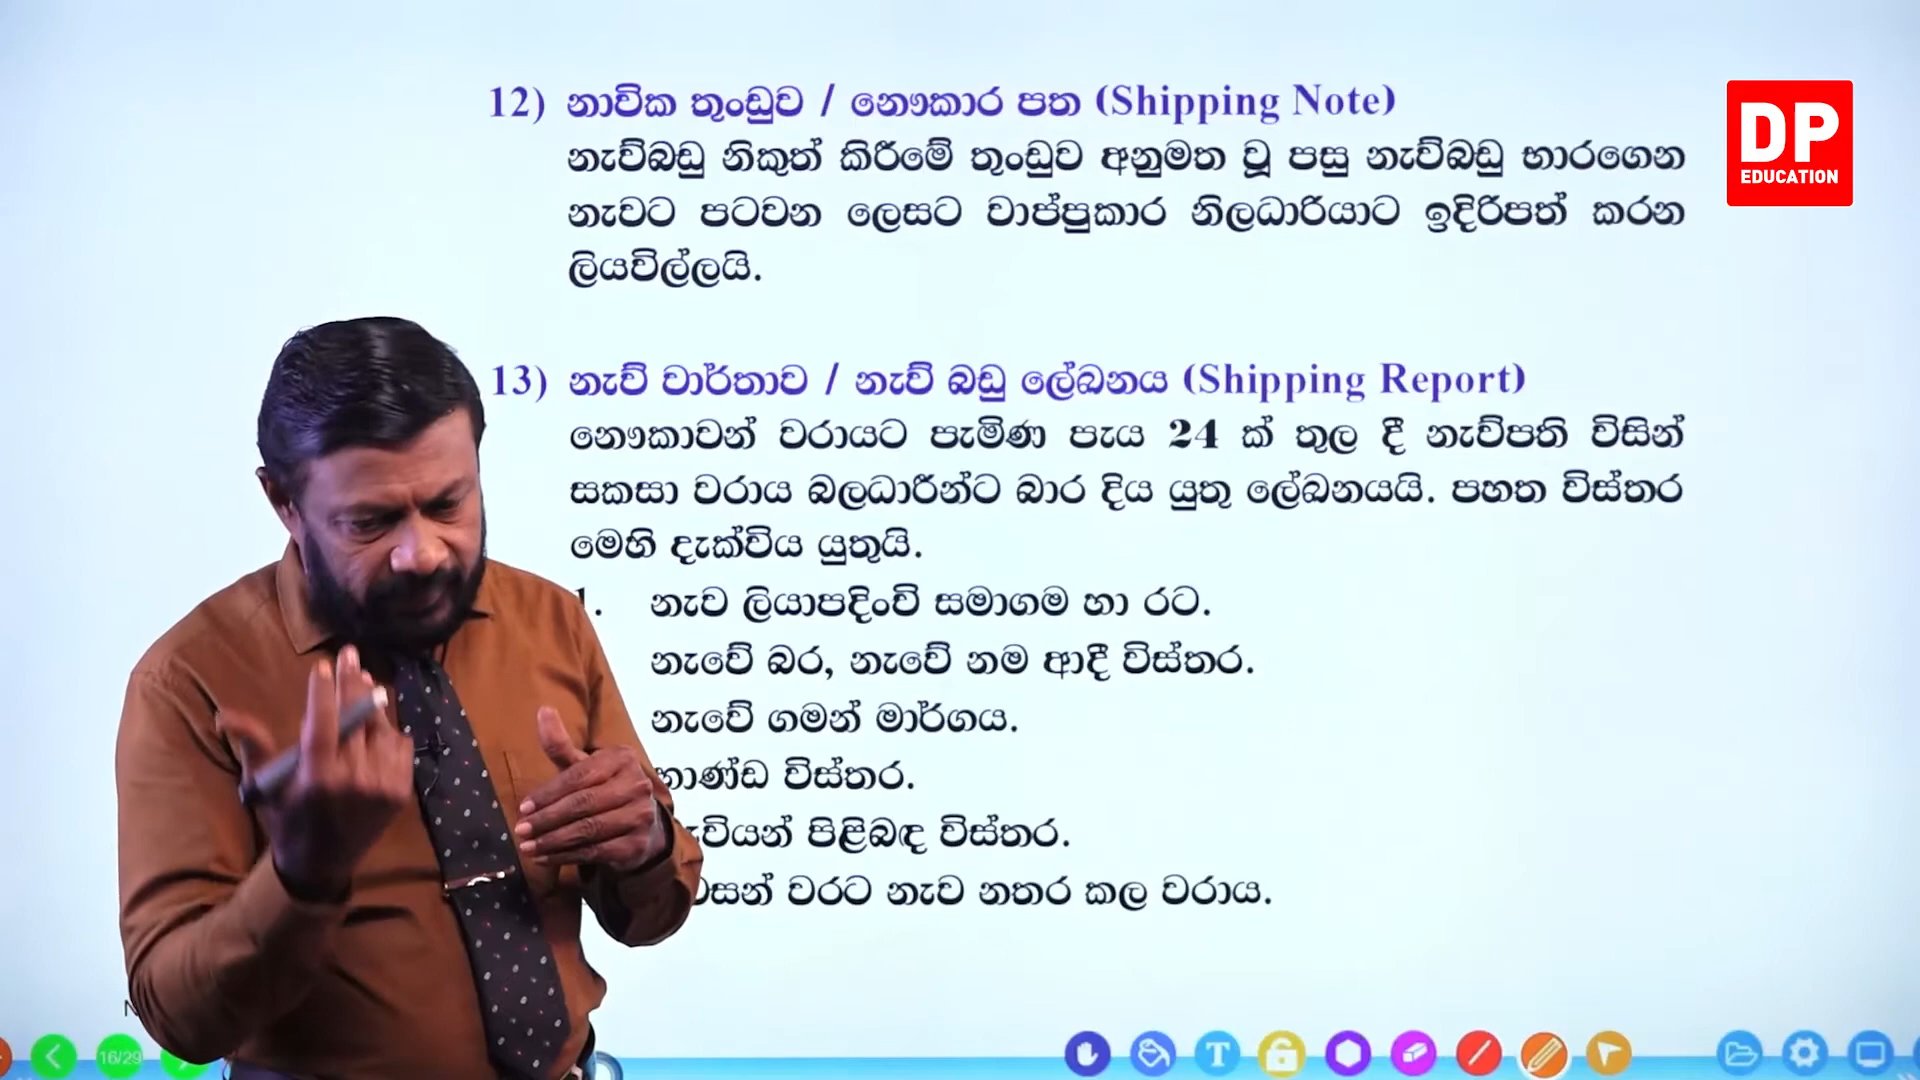 12) නාවික තුංඩුව / නෞකාර පත (Shipping Note)
නැව්බඩු නිකුත් කිරීමේ තුංඩුව අනුමත වූ පසු නැව්බඩු භාරගෙන
නැවට පටවන ලෙසට වාප්පුකාර නිලධාරියාට ඉදිරිපත් කරන
ලියවිල්ලයි.
DP
EDUCATION
13) නැව් වාර්තාව / නැව් බඩු ලේඛනය (Shipping Report)
නෞකාවන් වරායට පැමිණ පැය 24 ක් තුල දී නැව්පති විසින්
සකසා වරාය බලධාරීන්ට බාර දිය යුතු ලේඛනයයි. පහත විස්තර
මෙහි දැක්විය යුතුයි.
1. නැව ලියාපදිංචි සමාගම හා රට.
නැවේ බර, නැවේ නම ආදී විස්තර.
නැවේ ගමන් මාර්ගය.
විස්තර.
පිළිබඳ විස්තර.
වරට නැව නතර කල වරාය.
16/29